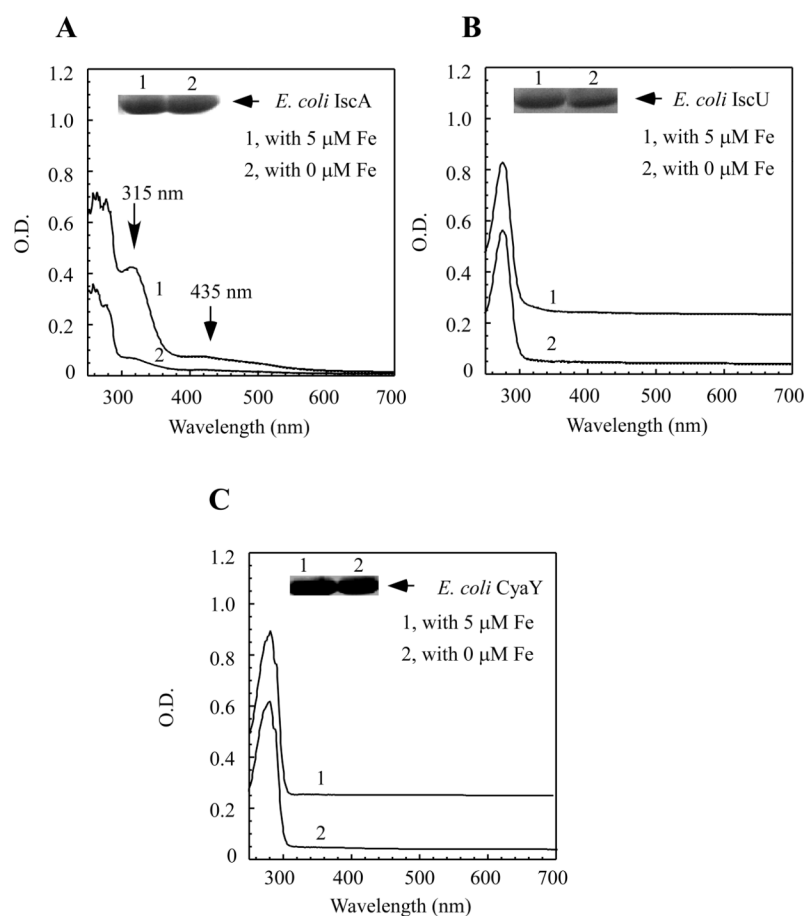 A
1.2
1.0
0.8
0.6
0.4
0.2
0
O.D.
1 2
E. coli IscA
1, with 5 μM Fe
2, with 0 μM Fe
315 nm
435 nm
1
2
300 400 500 600 700
Wavelength (nm)
B
1.2
1.0
0.8
0.6
0.4
0.2
0
O.D.
1 2
E. coli IscU
1, with 5 μM Fe
2, with 0 μM Fe
1
2
300 400 500 600 700
Wavelength (nm)
C
1.2
1.0
0.8
0.6
0.4
0.2
0
O.D.
1 2
E. coli CyaY
1, with 5 μM Fe
2, with 0 μM Fe
1
2
300 400 500 600 700
Wavelength (nm)